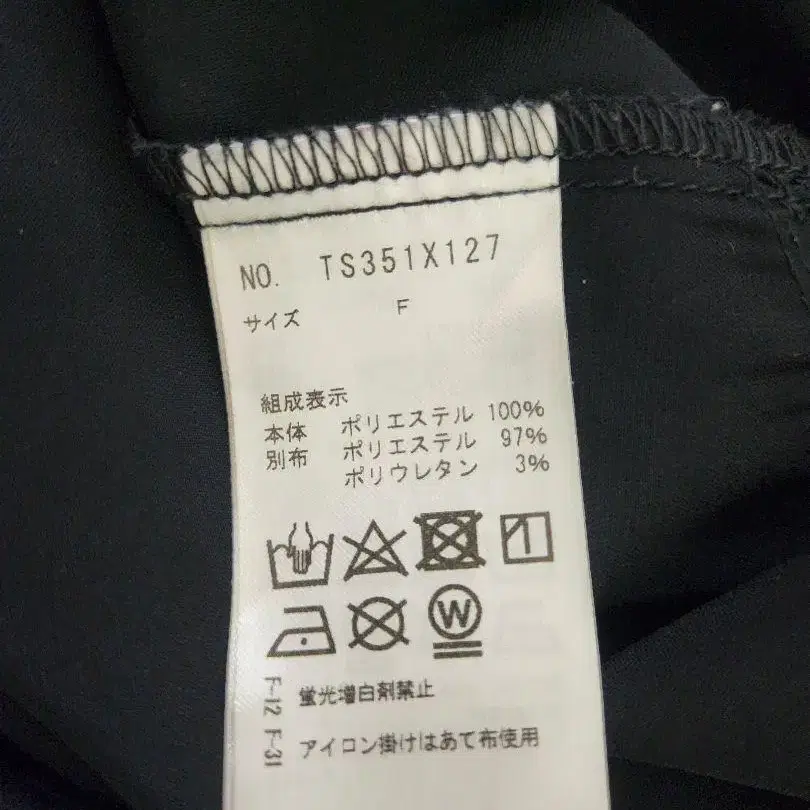 NO. TS351X127
サイズ F
組成表示
本体 ポリエステル 100%
別布 ポリエステル 97%
ポリウレタン 3%
W
F-12 蛍光増白剤禁止
F-31 アイロン掛けはあて布使用